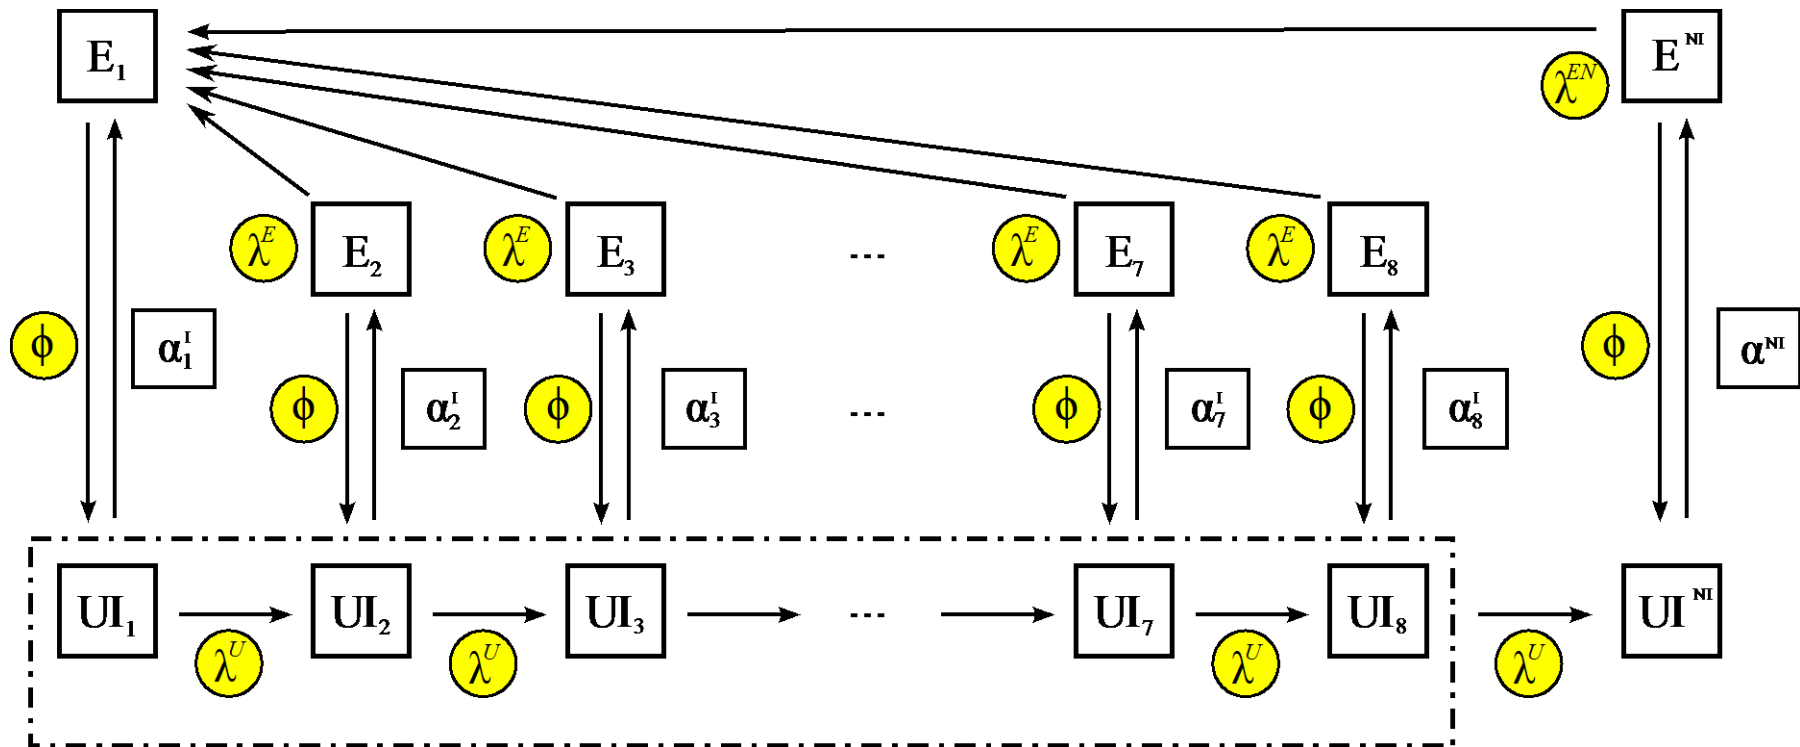 E₁ Eᴺᴵ
λᴱᴺ
λᴱ E₂ λᴱ E₃ --- λᴱ E₇ λᴱ E₈
ϕ α₁ᴵ ϕ αᴺᴵ
ϕ α₂ᴵ ϕ α₃ᴵ --- ϕ α₇ᴵ ϕ α₈ᴵ
UI₁ UI₂ UI₃ --- UI₇ UI₈ UIᴺᴵ
λᵁ λᵁ λᵁ λᵁ